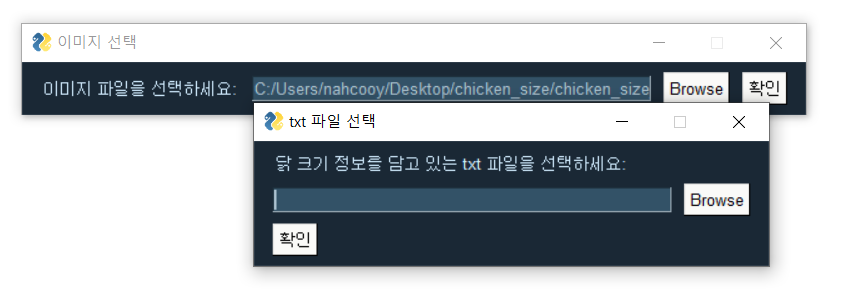 이미지 선택
이미지 파일을 선택하세요: C:/Users/nahcooy/Desktop/chicken_size/chicken_size Browse 확인
txt 파일 선택
닭 크기 정보를 담고 있는 txt 파일을 선택하세요:
Browse
확인